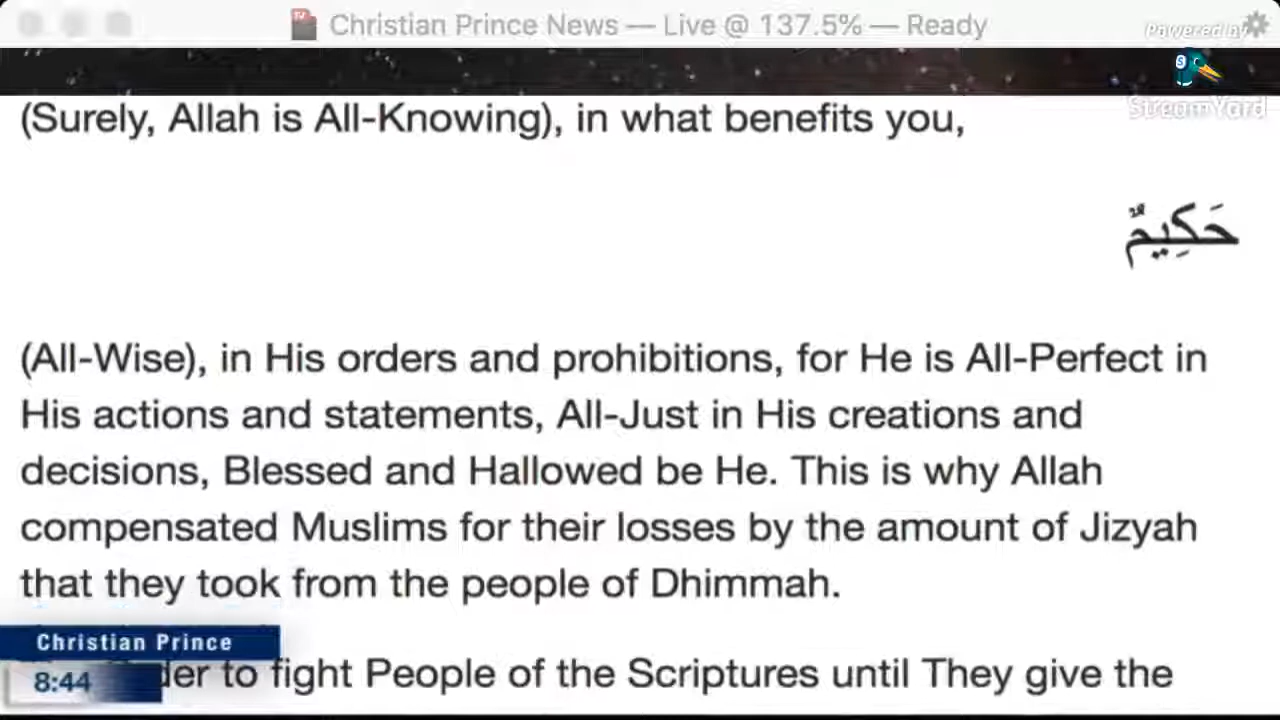 Christian Prince News — Live @ 137.5% — Ready
Powered by
StreamYard
(Surely, Allah is All-Knowing), in what benefits you,
حَكِيمٌ
(All-Wise), in His orders and prohibitions, for He is All-Perfect in
His actions and statements, All-Just in His creations and
decisions, Blessed and Hallowed be He. This is why Allah
compensated Muslims for their losses by the amount of Jizyah
that they took from the people of Dhimmah.
Christian Prince
8:44
to fight People of the Scriptures until They give the